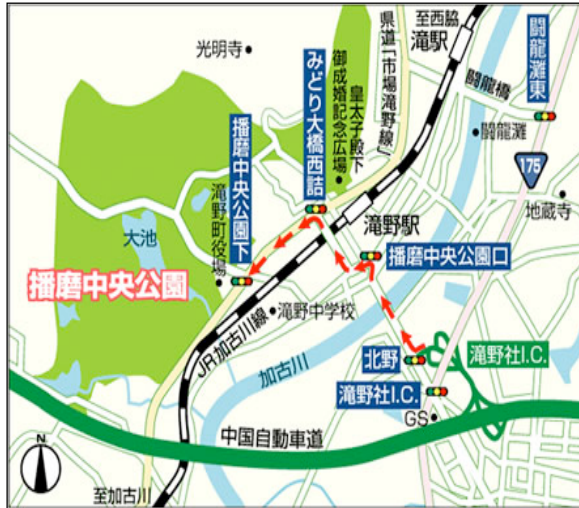 至西脇
滝駅
光明寺
県道「市場滝野線」
皇太子殿下
御成婚記念広場
みどり大橋西詰
闘龍灘東
闘龍橋
闘龍灘
175
地蔵寺
播磨中央公園下
滝野町役場
滝野駅
大池
播磨中央公園口
播磨中央公園
滝野中学校
JR加古川線
加古川
北野
滝野社I.C.
滝野社I.C.
GS
中国自動車道
N
至加古川